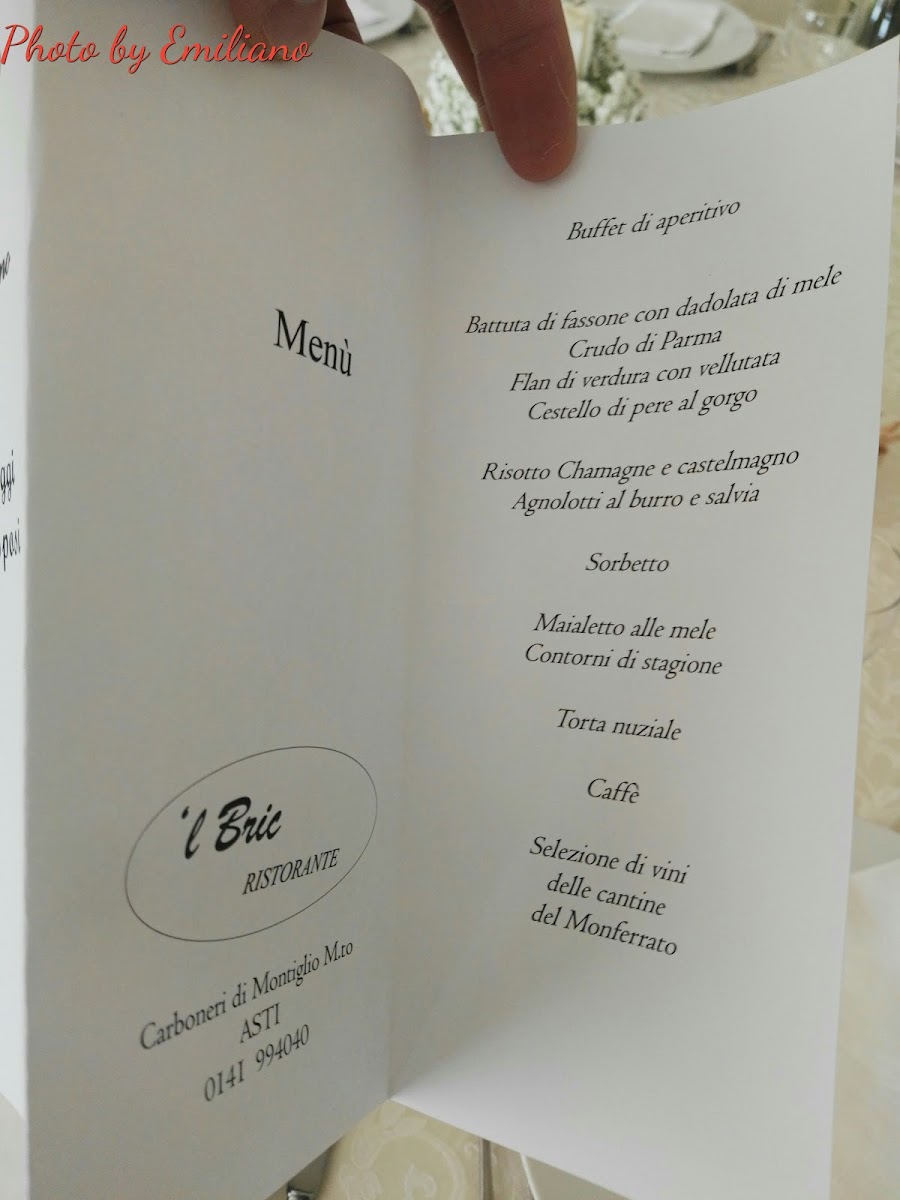 Photo by Emiliano
Menù
'l Bric
RISTORANTE
Carboneri di Montiglio M.to
ASTI
0141 994040
Buffet di aperitivo
Battuta di fassone con dadolata di mele
Crudo di Parma
Flan di verdura con vellutata
Cestello di pere al gorgo
Risotto Chamagne e castelmagno
Agnolotti al burro e salvia
Sorbetto
Maialetto alle mele
Contorni di stagione
Torta nuziale
Caffè
Selezione di vini
delle cantine
del Monferrato